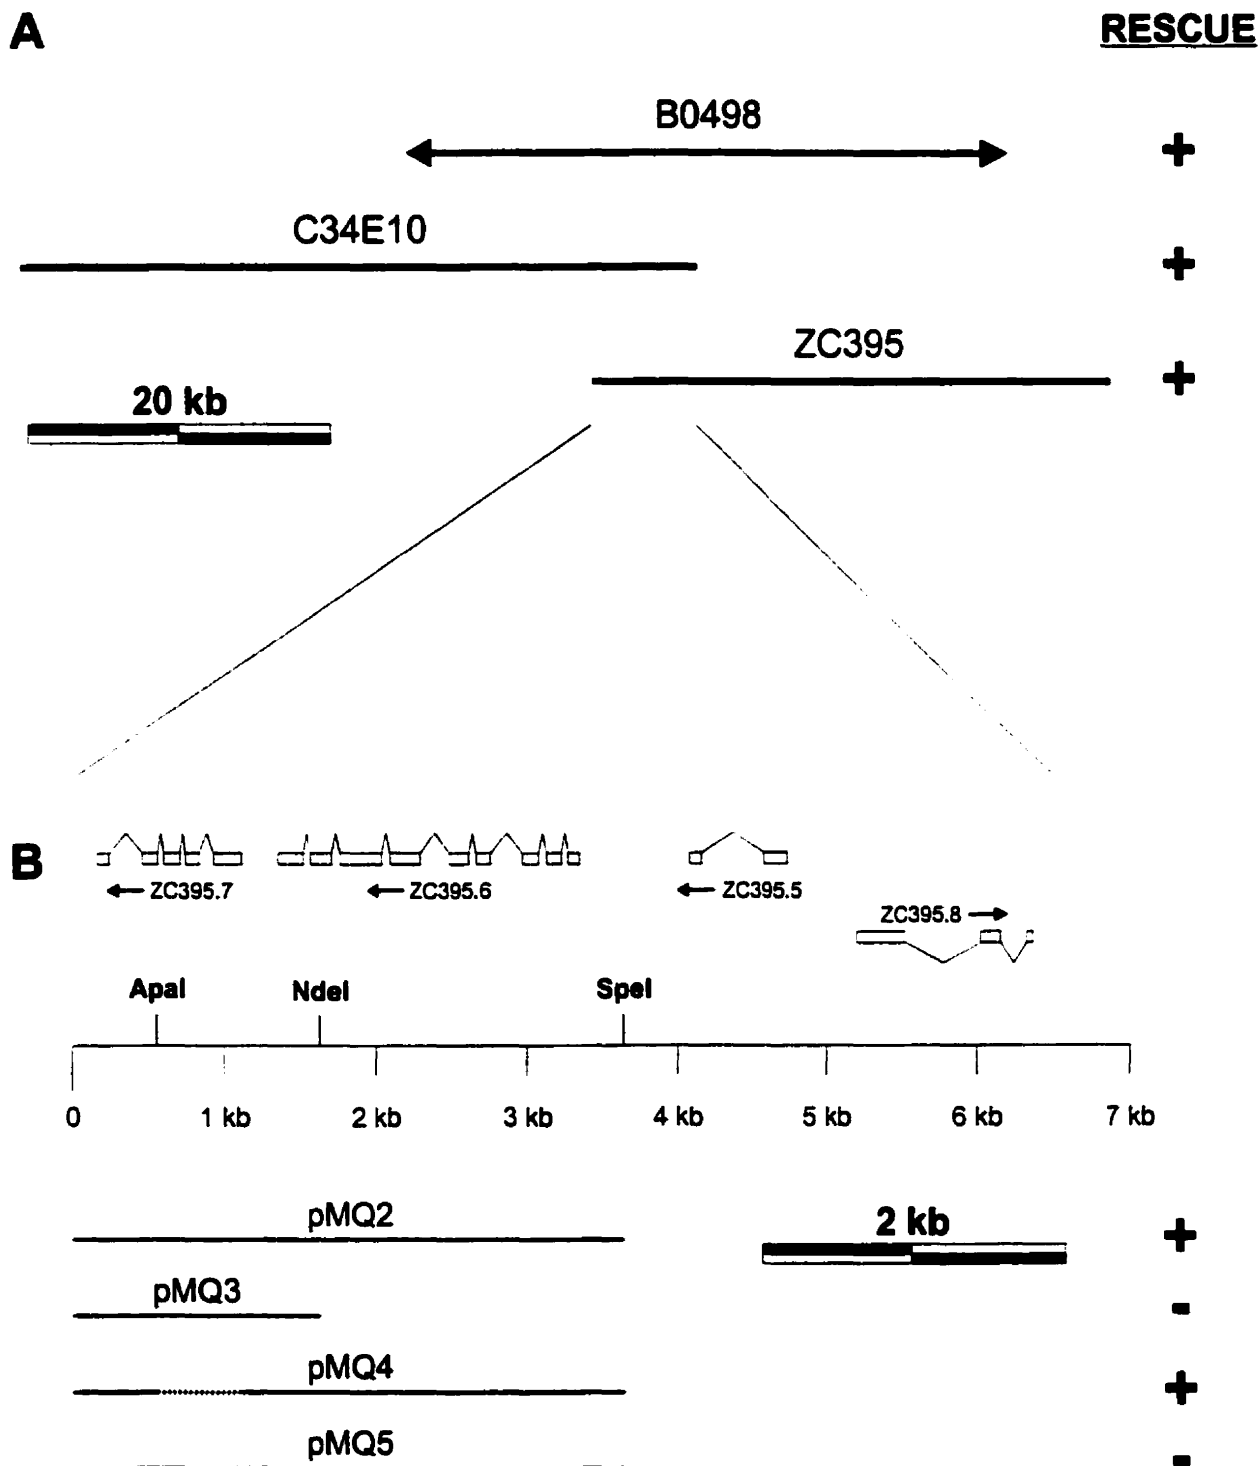 A
RESCUE
B0498
+
C34E10
+
ZC395
+
20 kb
B
ZC395.7
ZC395.6
ZC395.5
ZC395.8
ApaI
NdeI
SpeI
0
1 kb
2 kb
3 kb
4 kb
5 kb
6 kb
7 kb
pMQ2
2 kb
+
pMQ3
-
pMQ4
+
pMQ5
-